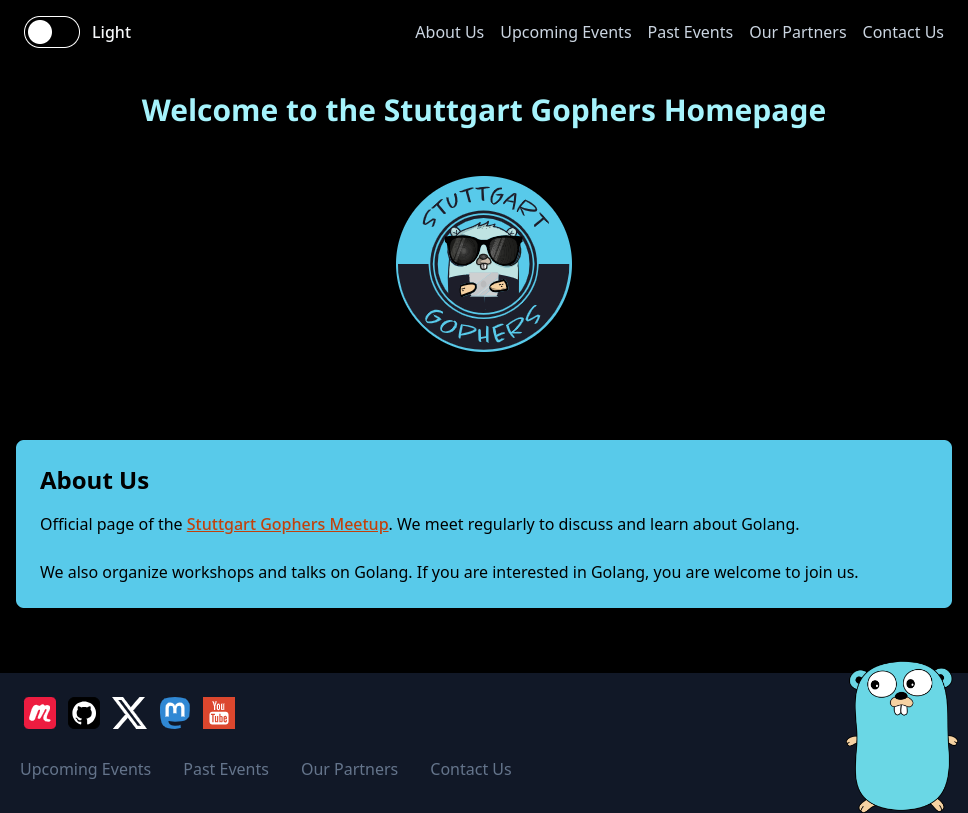 Light
About Us Upcoming Events Past Events Our Partners Contact Us
Welcome to the Stuttgart Gophers Homepage
STUTTGART
GOPHERS
About Us
Official page of the Stuttgart Gophers Meetup. We meet regularly to discuss and learn about Golang.
We also organize workshops and talks on Golang. If you are interested in Golang, you are welcome to join us.
m X m You Tube
Upcoming Events Past Events Our Partners Contact Us